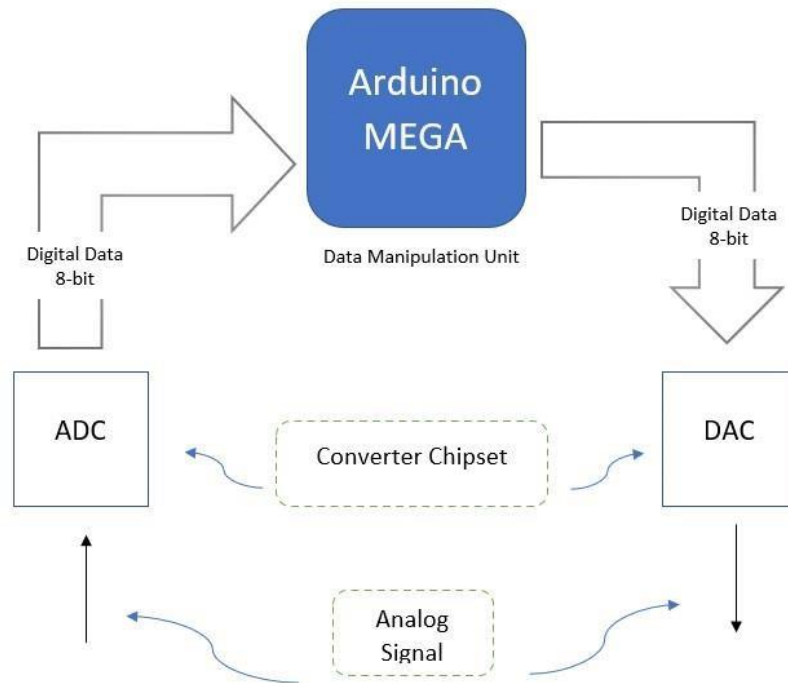 Arduino
MEGA
Digital Data
8-bit
Data Manipulation Unit
Digital Data
8-bit
ADC
Converter Chipset
DAC
Analog
Signal